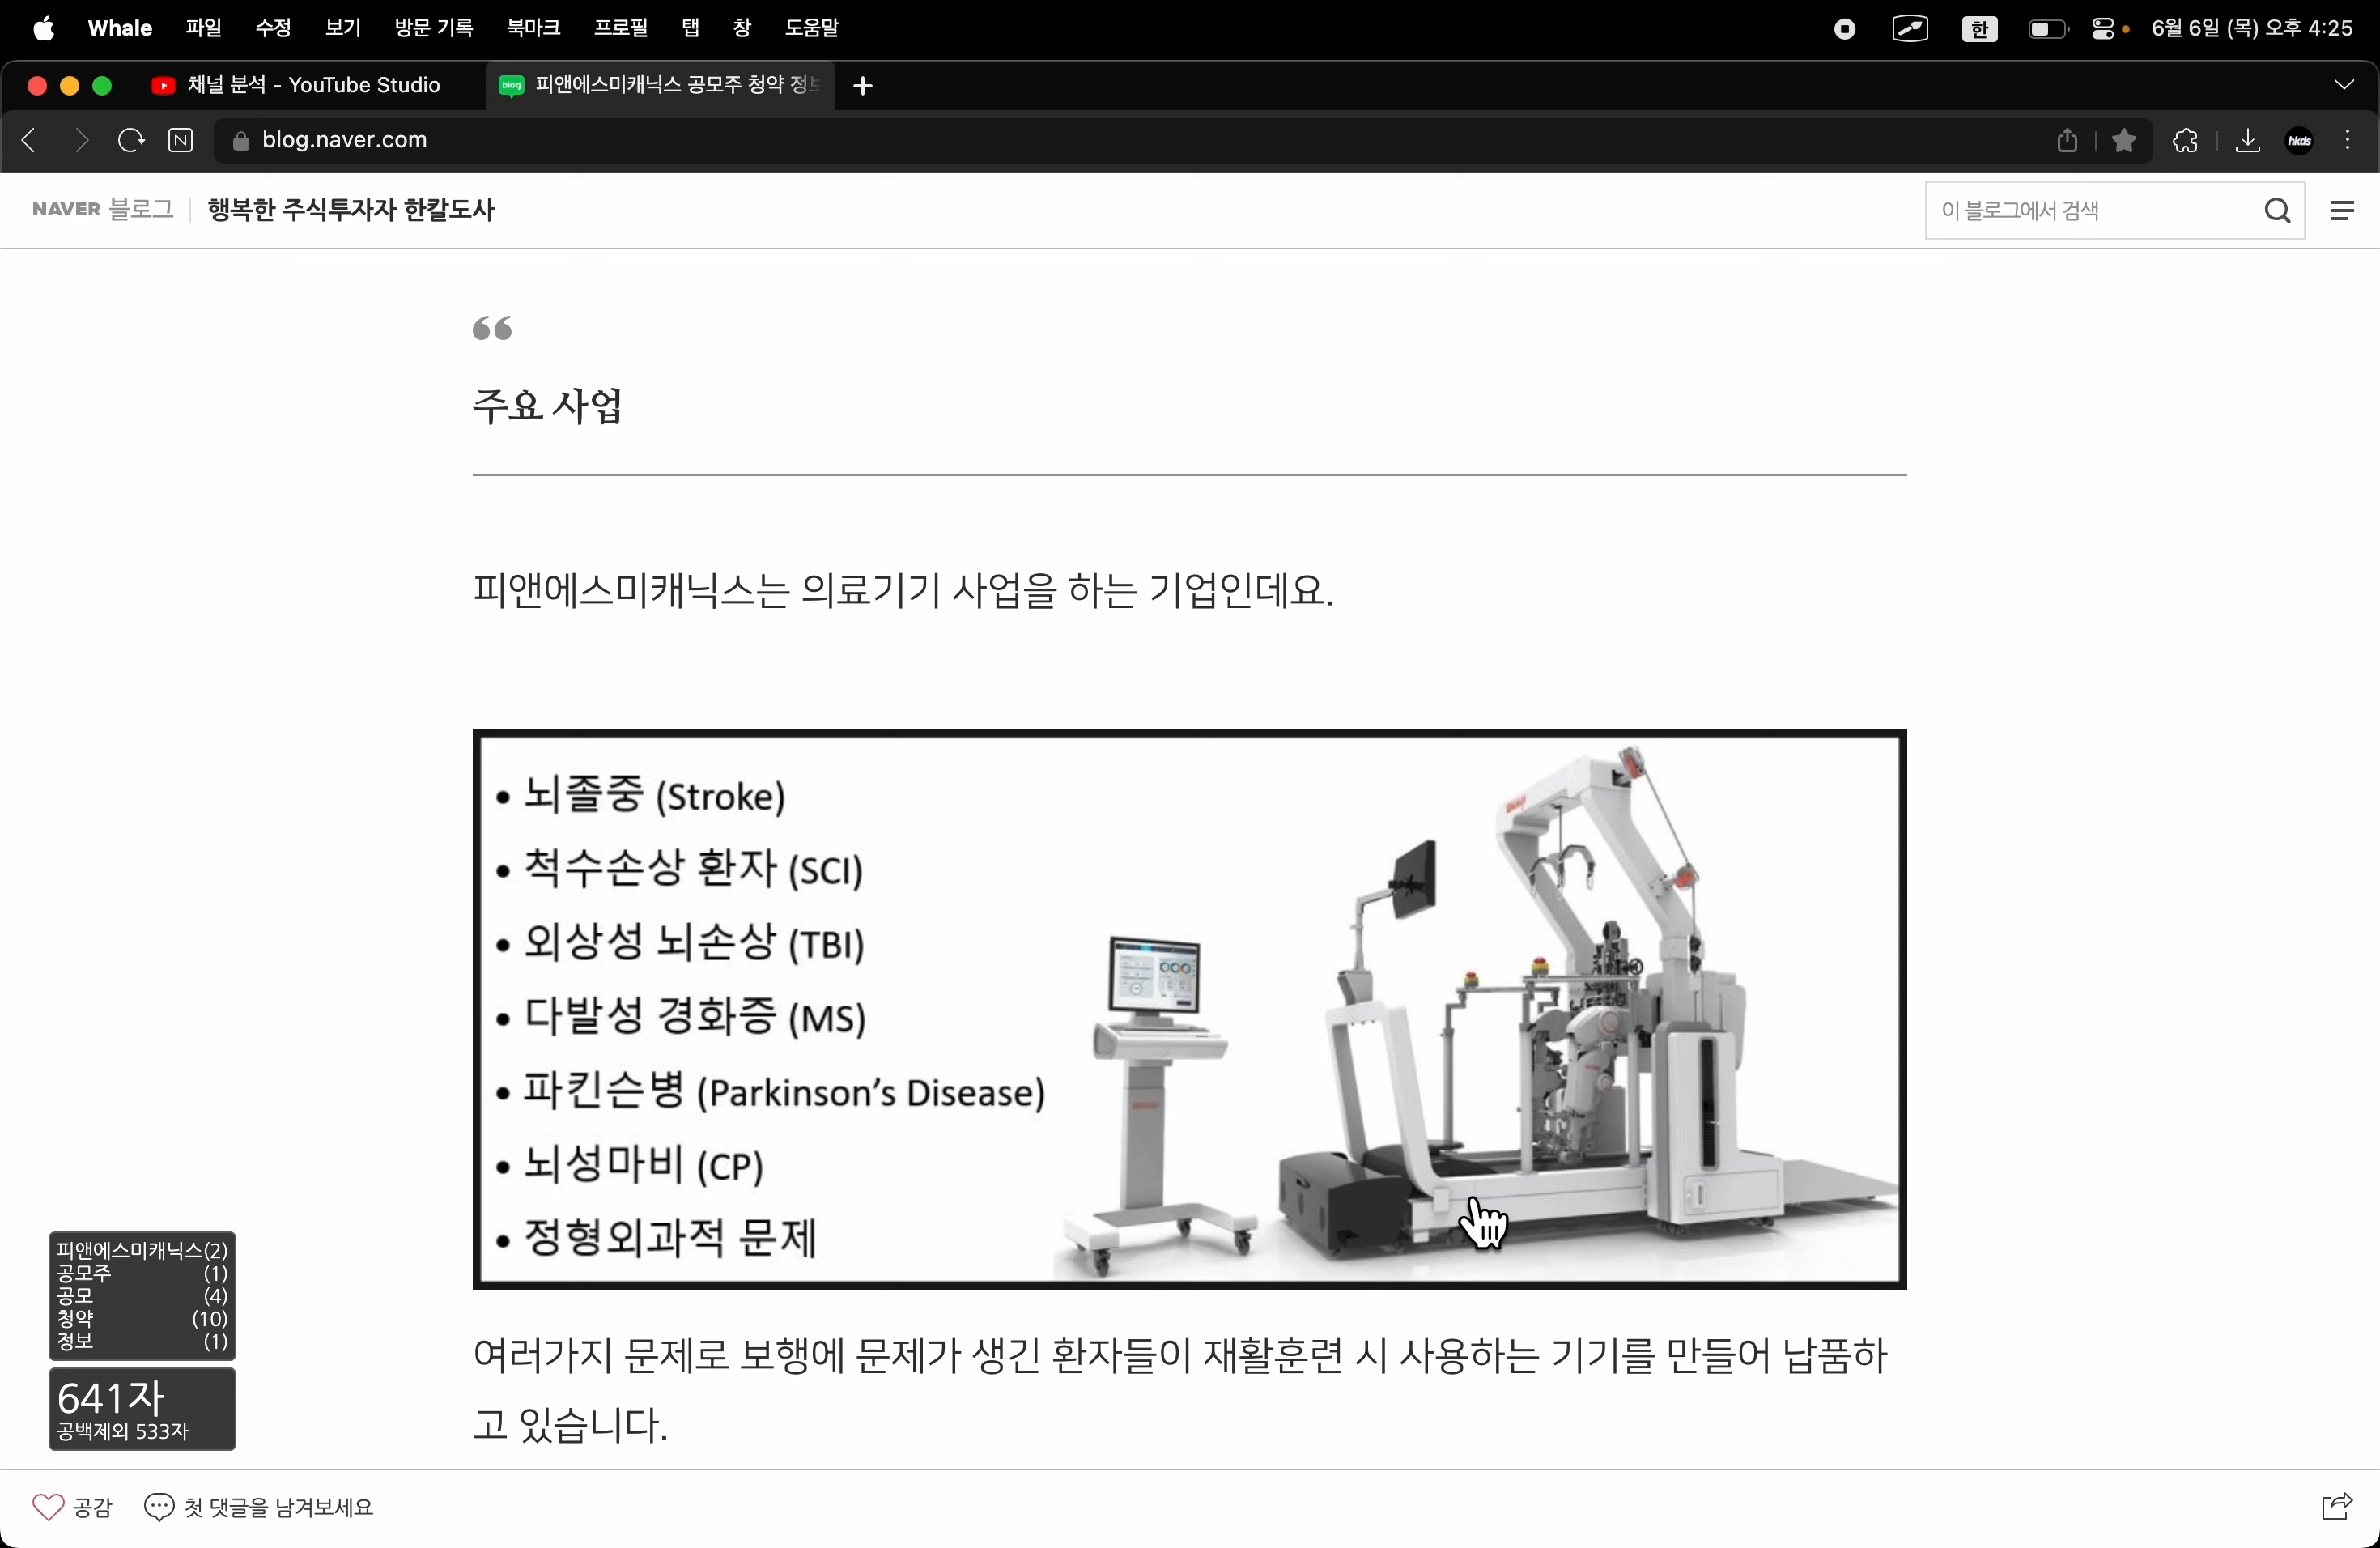 Whale 파일 수정 보기 방문 기록 북마크 프로필 탭 창 도움말 한 6월 6일 (목) 오후 4:25
채널 분석 - YouTube Studio blog 피앤에스미캐닉스 공모주 청약 정보
N blog.naver.com hkds
NAVER 블로그 행복한 주식투자자 한칼도사 이 블로그에서 검색
주요 사업
피앤에스미캐닉스는 의료기기 사업을 하는 기업인데요.
• 뇌졸중 (Stroke)
• 척수손상 환자 (SCI)
• 외상성 뇌손상 (TBI)
• 다발성 경화증 (MS)
• 파킨슨병 (Parkinson’s Disease)
• 뇌성마비 (CP)
• 정형외과적 문제
피앤에스미캐닉스(2)
공모주 (1)
공모 (4)
청약 (10)
정보 (1)
641자
공백제외 533자
여러가지 문제로 보행에 문제가 생긴 환자들이 재활훈련 시 사용하는 기기를 만들어 납품하
고 있습니다.
공감 첫 댓글을 남겨보세요